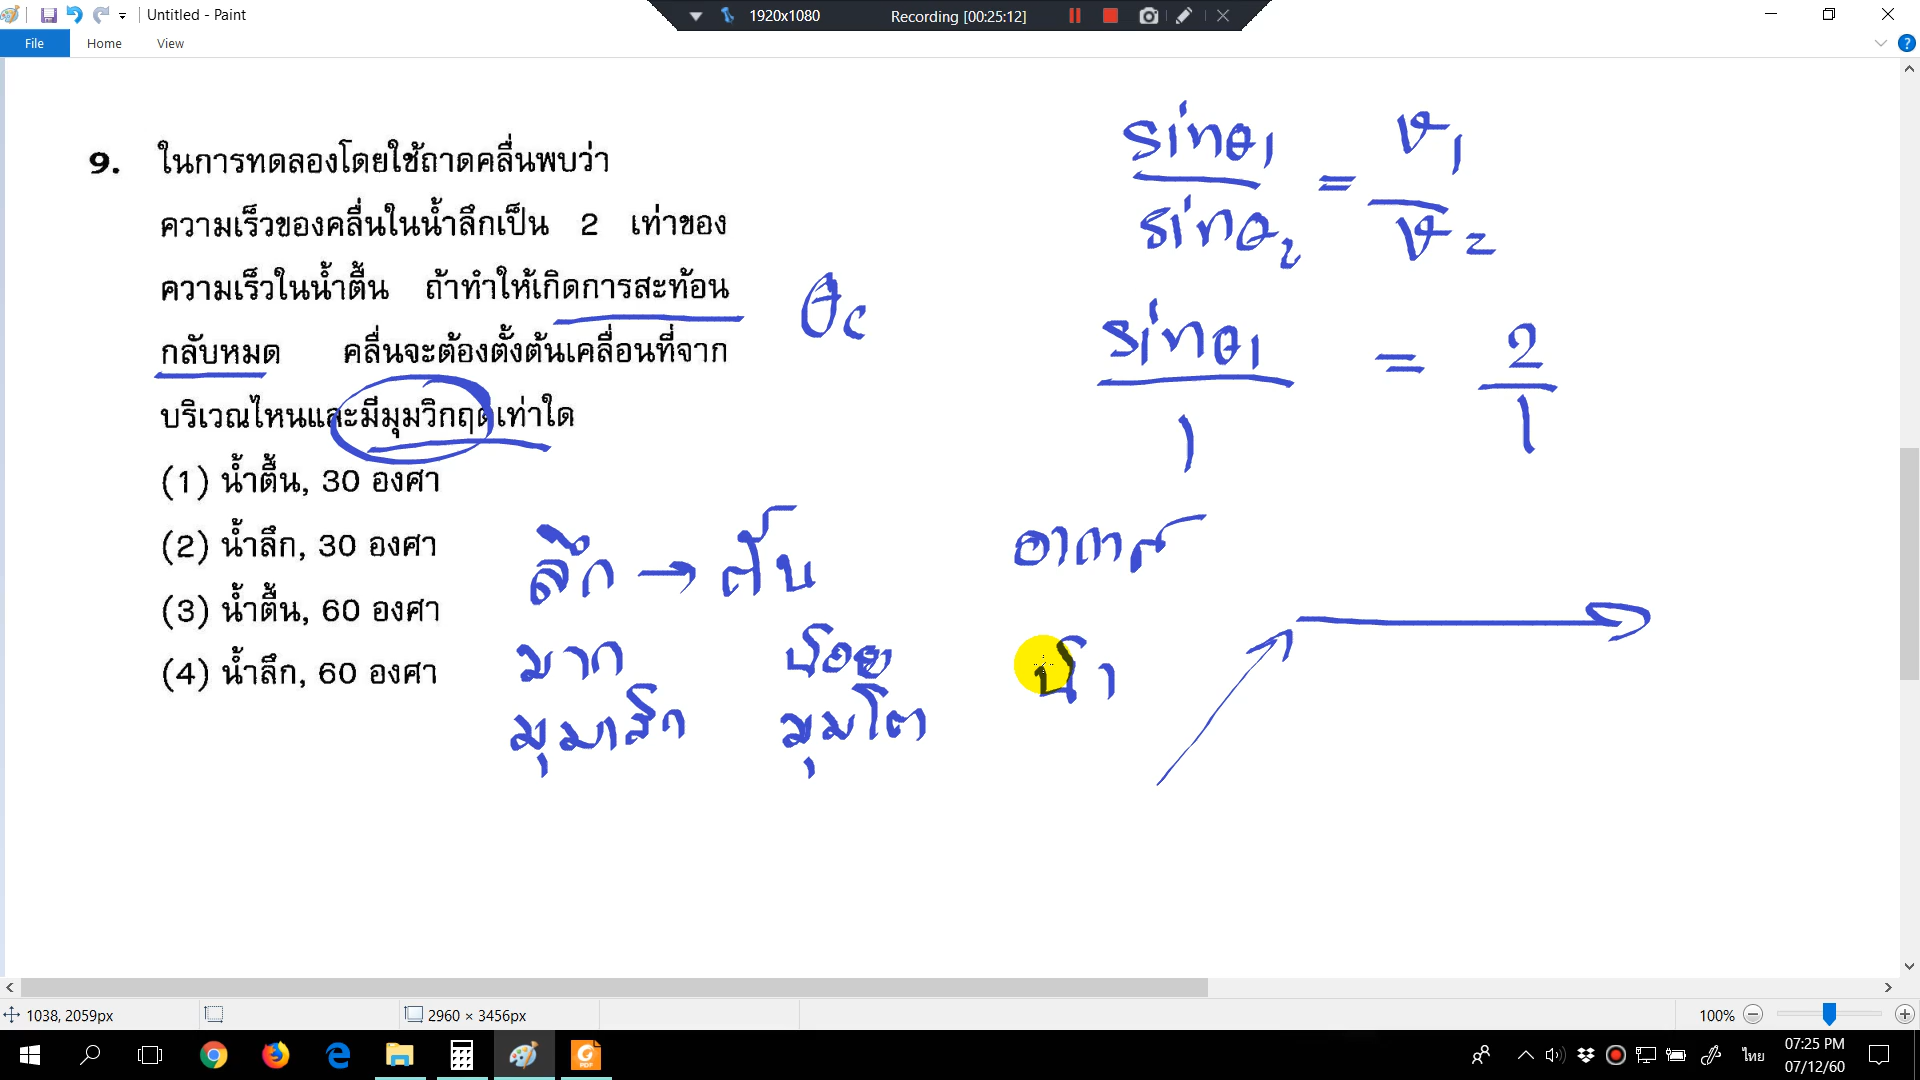 Untitled - Paint
1920x1080
Recording [00:25:12]
File
Home
View
9. ในการทดลองโดยใช้ถาดคลื่นพบว่า
ความเร็วของคลื่นในน้ำลึกเป็น 2 เท่าของ
ความเร็วในน้ำตื้น ถ้าทำให้เกิดการสะท้อน
กลับหมด คลื่นจะต้องตั้งต้นเคลื่อนที่จาก
บริเวณไหนและมีมุมวิกฤตเท่าใด
(1) น้ำตื้น, 30 องศา
(2) น้ำลึก, 30 องศา
(3) น้ำตื้น, 60 องศา
(4) น้ำลึก, 60 องศา
θc
sinθ1 / sinθ2 = v1 / v2
sinθ1 / 1 = 2 / 1
ลึก → ตื้น
มาก น้อย
มุมโต
อากาศ
น้ำ
1038, 2059px
2960 × 3456px
100%
ไทย
07:25 PM
07/12/60